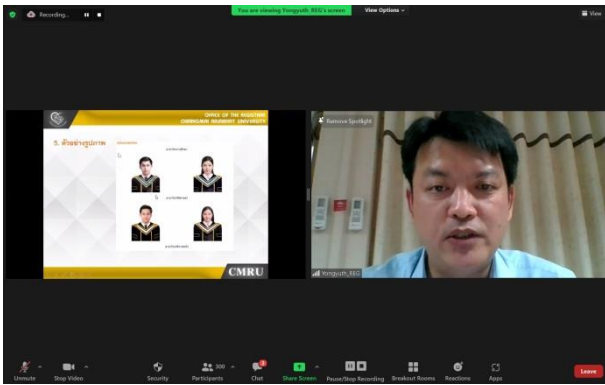 Recording...
You are viewing Yongyuth_REG's screen
View Options
View
OFFICE OF THE REGISTRAR
CHIANGMAI RAJABHAT UNIVERSITY
5. ตัวอย่างรูปภาพ
CMRU
Remove Spotlight
Yongyuth_REG
Unmute
Stop Video
Security
300
Participants
Chat
Share Screen
Pause/Stop Recording
Breakout Rooms
Reactions
Apps
Leave